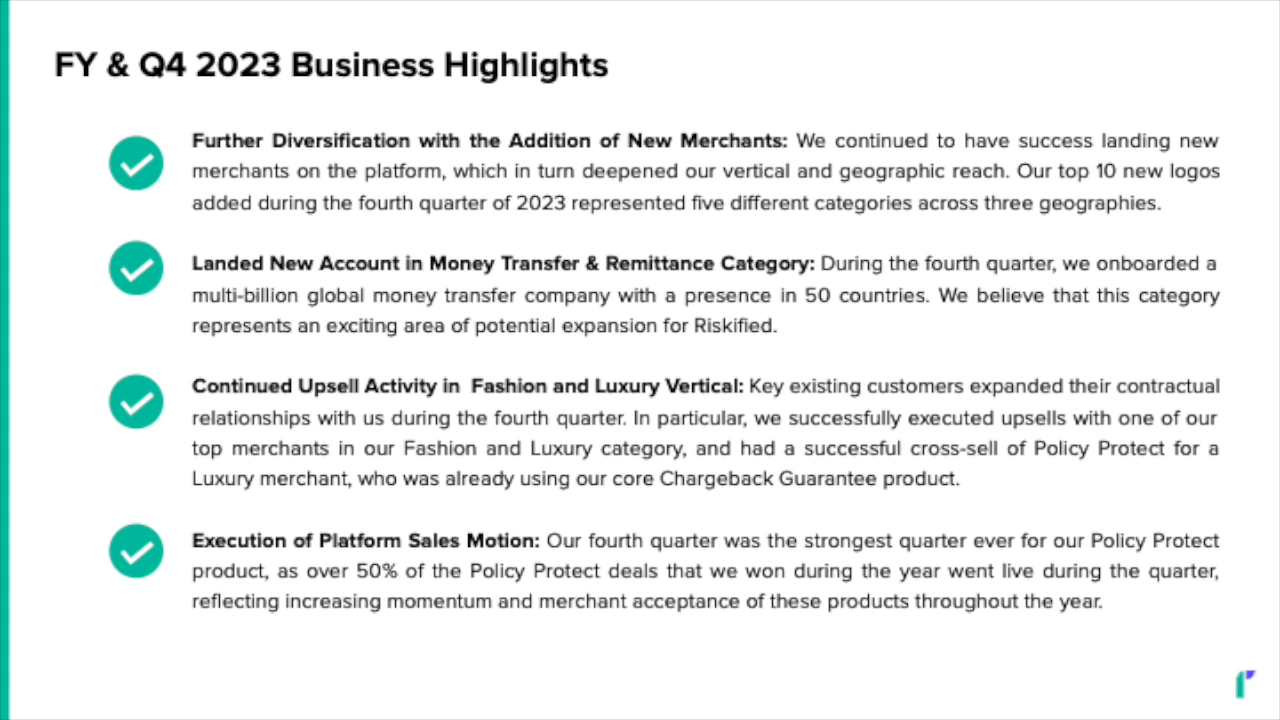 FY & Q4 2023 Business Highlights
Further Diversification with the Addition of New Merchants: We continued to have success landing new
merchants on the platform, which in turn deepened our vertical and geographic reach. Our top 10 new logos
added during the fourth quarter of 2023 represented five different categories across three geographies.
Landed New Account in Money Transfer & Remittance Category: During the fourth quarter, we onboarded a
multi-billion global money transfer company with a presence in 50 countries. We believe that this category
represents an exciting area of potential expansion for Riskified.
Continued Upsell Activity in  Fashion and Luxury Vertical: Key existing customers expanded their contractual
relationships with us during the fourth quarter. In particular, we successfully executed upsells with one of our
top merchants in our Fashion and Luxury category, and had a successful cross-sell of Policy Protect for a
Luxury merchant, who was already using our core Chargeback Guarantee product.
Execution of Platform Sales Motion: Our fourth quarter was the strongest quarter ever for our Policy Protect
product, as over 50% of the Policy Protect deals that we won during the year went live during the quarter,
reflecting increasing momentum and merchant acceptance of these products throughout the year.